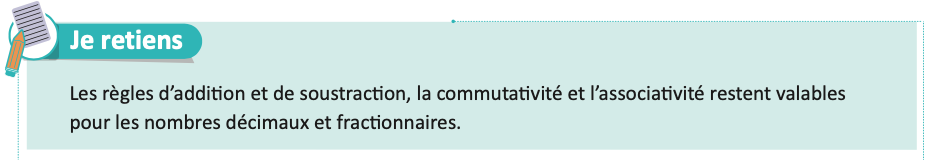 Je retiens
Les règles d’addition et de soustraction, la commutativité et l’associativité restent valables
pour les nombres décimaux et fractionnaires.